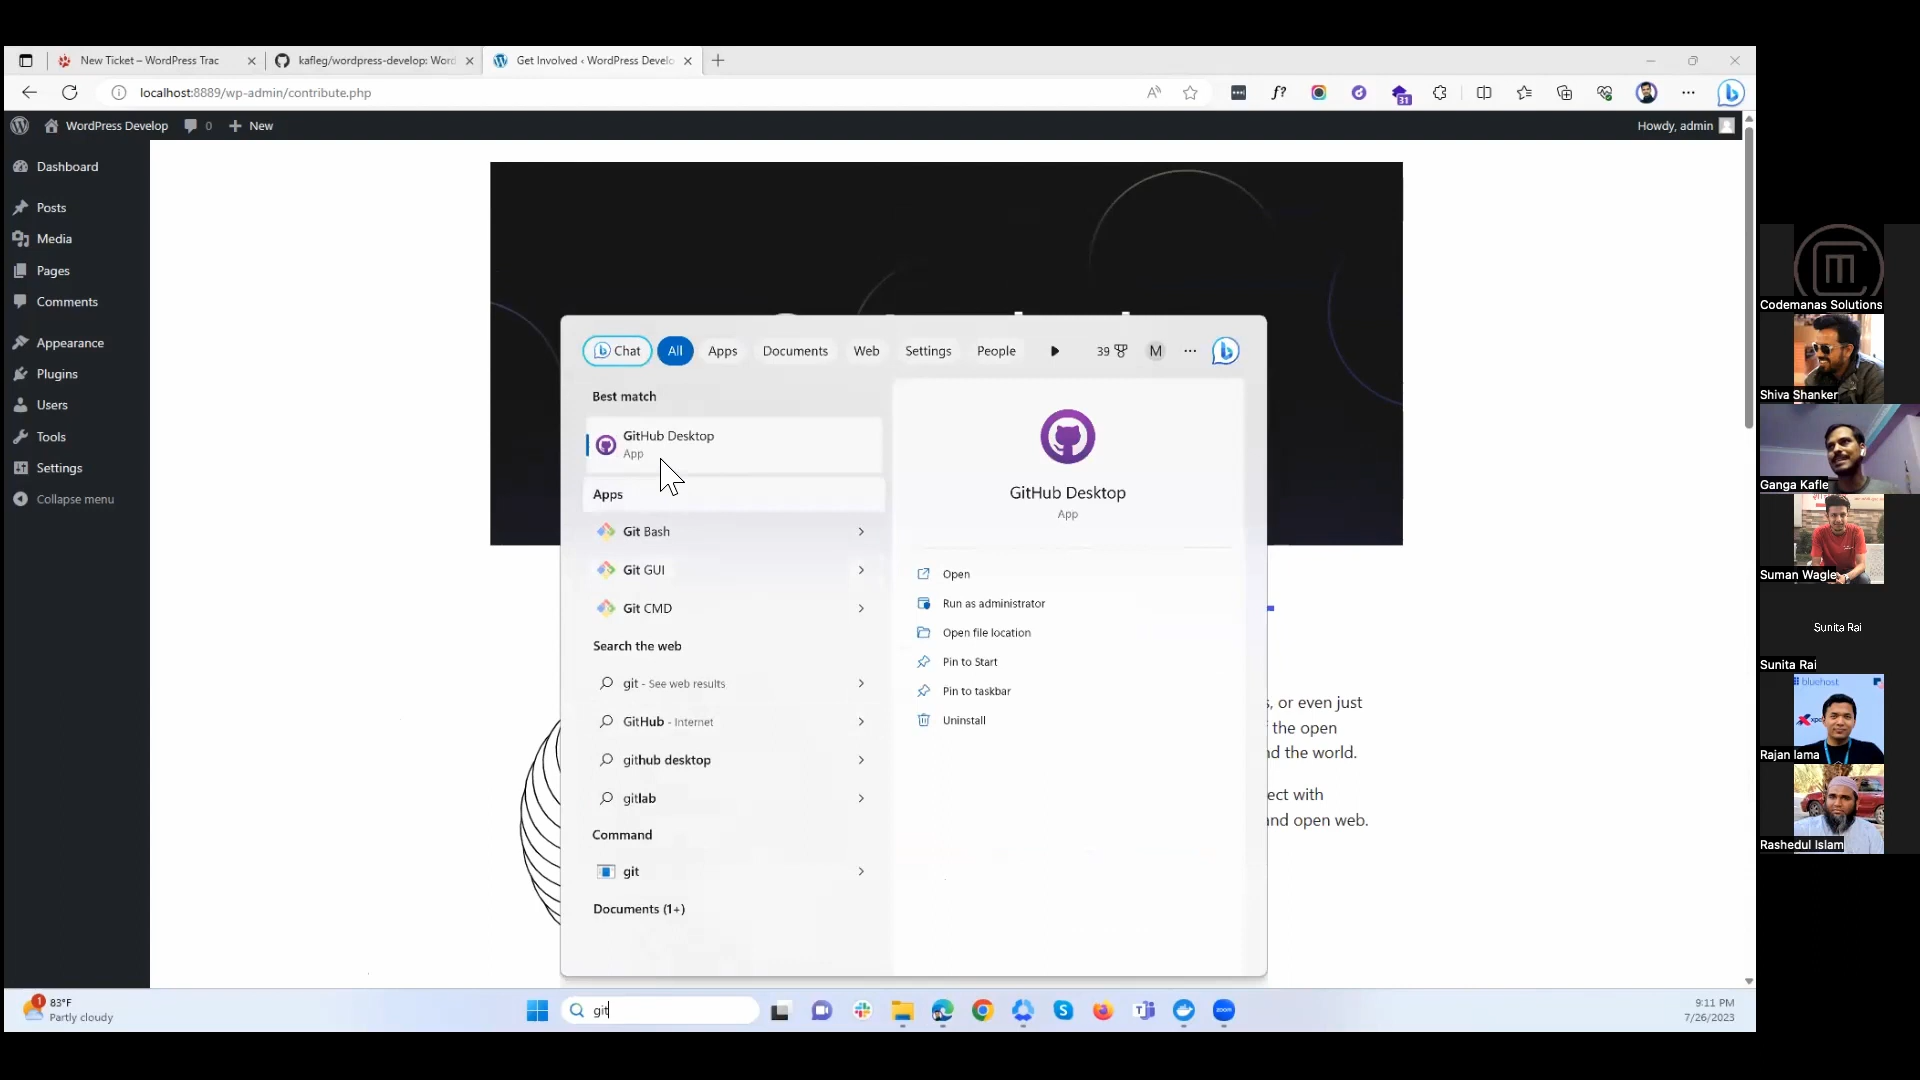 New Ticket – WordPress Trac
kafleg/wordpress-develop: Word
Get Involved ‹ WordPress Develo
localhost:8889/wp-admin/contribute.php
31
WordPress Develop
0
New
Howdy, admin
Dashboard
Posts
Media
Pages
Comments
Appearance
Plugins
Users
Tools
Settings
Collapse menu
Chat
All
Apps
Documents
Web
Settings
People
39
M
Best match
GitHub Desktop
App
Apps
Git Bash
Git GUI
Git CMD
Search the web
git - See web results
GitHub - Internet
github desktop
gitlab
Command
git
Documents (1+)
GitHub Desktop
App
Open
Run as administrator
Open file location
Pin to Start
Pin to taskbar
Uninstall
s, or even just
the open
nd the world.
ect with
and open web.
Codemanas Solutions
Shiva Shanker
Ganga Kafle
Suman Wagle
Sunita Rai
Sunita Rai
bluehost
Rajan lama
Rashedul Islam
1
83°F
Partly cloudy
git
zoom
9:11 PM
7/26/2023